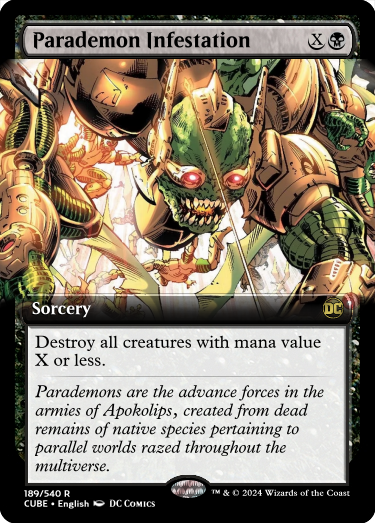 Parademon Infestation X
Sorcery
DC
Destroy all creatures with mana value
X or less.
Parademons are the advance forces in the
armies of Apokolips, created from dead
remains of native species pertaining to
parallel worlds razed throughout the
multiverse.
189/540 R
CUBE • English DC COMICS
™ & © 2024 Wizards of the Coast